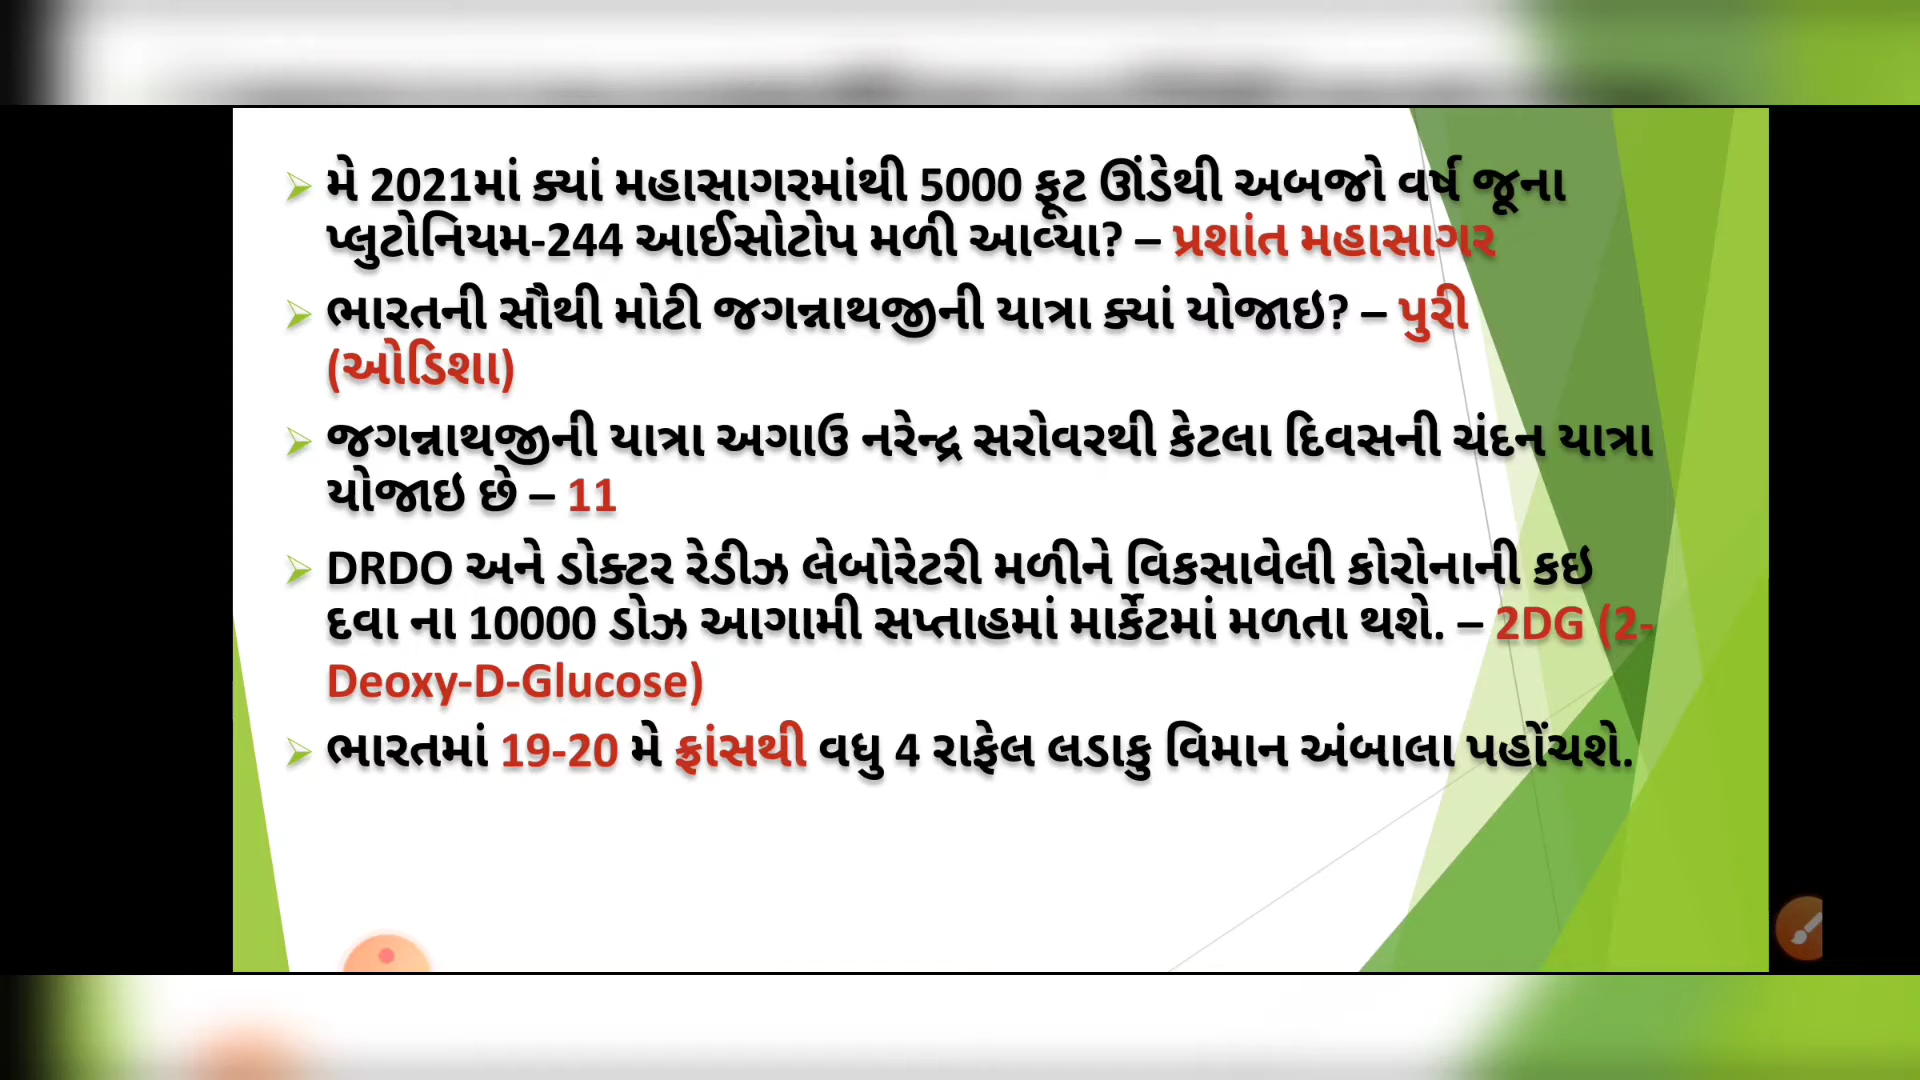 મે 2021માં ક્યાં મહાસાગરમાંથી 5000 ફૂટ ઊંડેથી અબજો વર્ષ જૂના
પ્લુટોનિયમ-244 આઈસોટોપ મળી આવ્યા? – પ્રશાંત મહાસાગર
ભારતની સૌથી મોટી જગન્નાથજીની યાત્રા ક્યાં યોજાઇ? – પુરી
(ઓડિશા)
જગન્નાથજીની યાત્રા અગાઉ નરેન્દ્ર સરોવરથી કેટલા દિવસની ચંદન યાત્રા
યોજાઇ છે – 11
DRDO અને ડોક્ટર રેડીઝ લેબોરેટરી મળીને વિકસાવેલી કોરોનાની કઇ
દવા ના 10000 ડોઝ આગામી સપ્તાહમાં માર્કેટમાં મળતા થશે. – 2DG (2-
Deoxy-D-Glucose)
ભારતમાં 19-20 મે ફ્રાંસથી વધુ 4 રાફેલ લડાકુ વિમાન અંબાલા પહોંચશે.